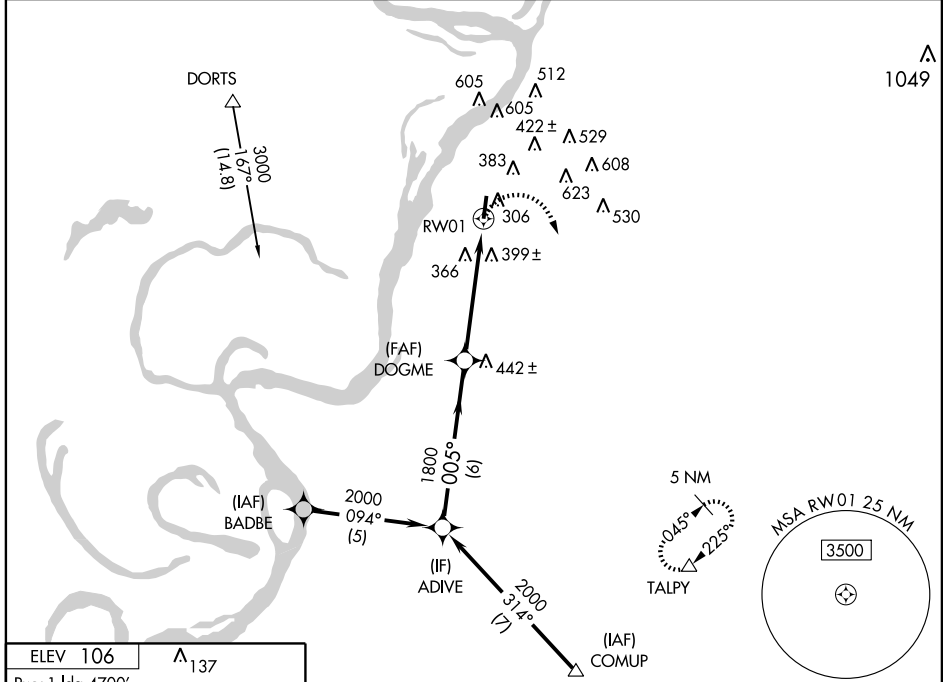 DORTS
3000
167°
(14.8)
605
512
605
422 ±
529
383
608
623
530
306
RW01
366
399 ±
1049
(FAF)
DOGME
442 ±
1800
005°
(6)
(IAF)
BADBE
2000
094°
(5)
(IF)
ADIVE
2000
314°
(7)
(IAF)
COMUP
5 NM
045°
225°
TALPY
MSA RW01 25 NM
3500
ELEV 106
137